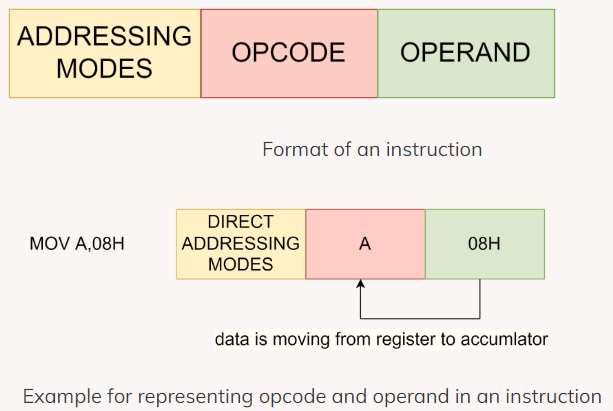 ADDRESSING
MODES
OPCODE
OPERAND
Format of an instruction
MOV A,08H
DIRECT
ADDRESSING
MODES
A
08H
data is moving from register to accumlator
Example for representing opcode and operand in an instruction